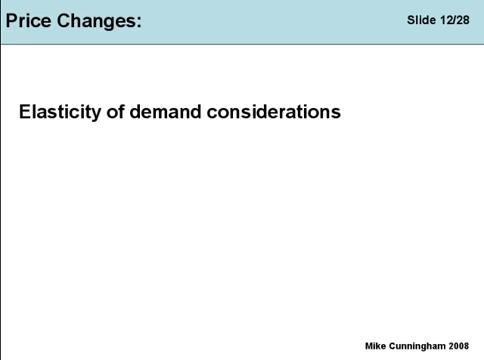 Price Changes:
Slide 12/28
Elasticity of demand considerations
Mike Cunningham 2008